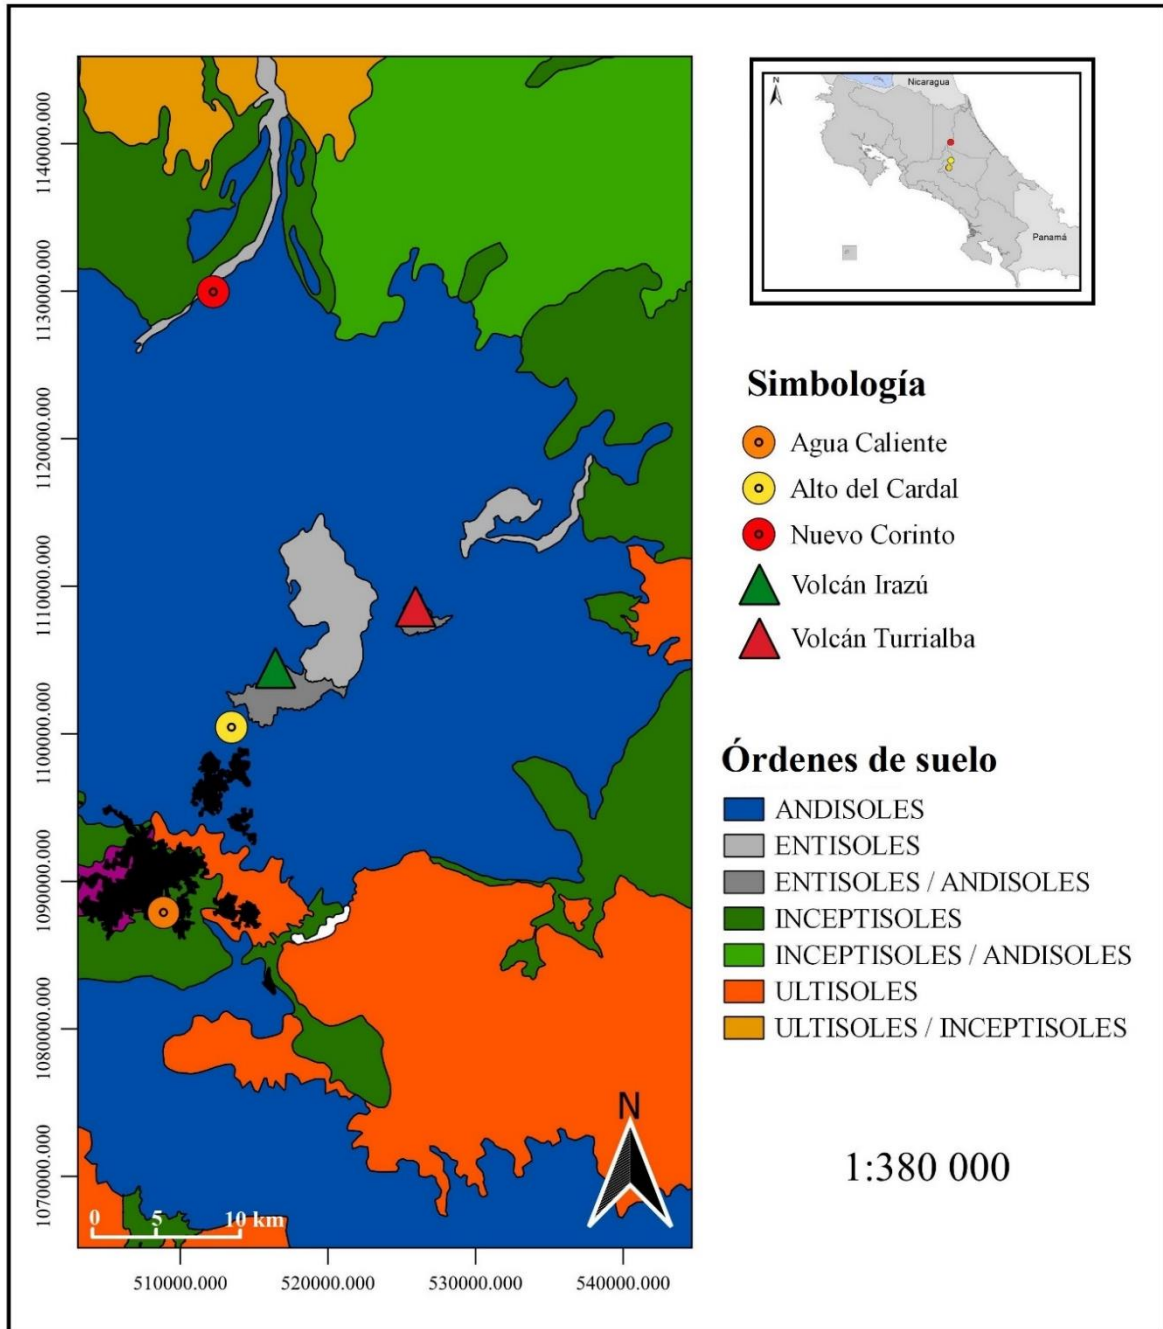 1140000.000
1130000.000
1120000.000
1110000.000
1100000.000
1090000.000
1080000.000
1070000.000
0 5 10 km
N
510000.000 520000.000 530000.000 540000.000
N
Nicaragua
Panamá
Simbología
Agua Caliente
Alto del Cardal
Nuevo Corinto
Volcán Irazú
Volcán Turrialba
Órdenes de suelo
ANDISOLES
ENTISOLES
ENTISOLES / ANDISOLES
INCEPTISOLES
INCEPTISOLES / ANDISOLES
ULTISOLES
ULTISOLES / INCEPTISOLES
1:380 000